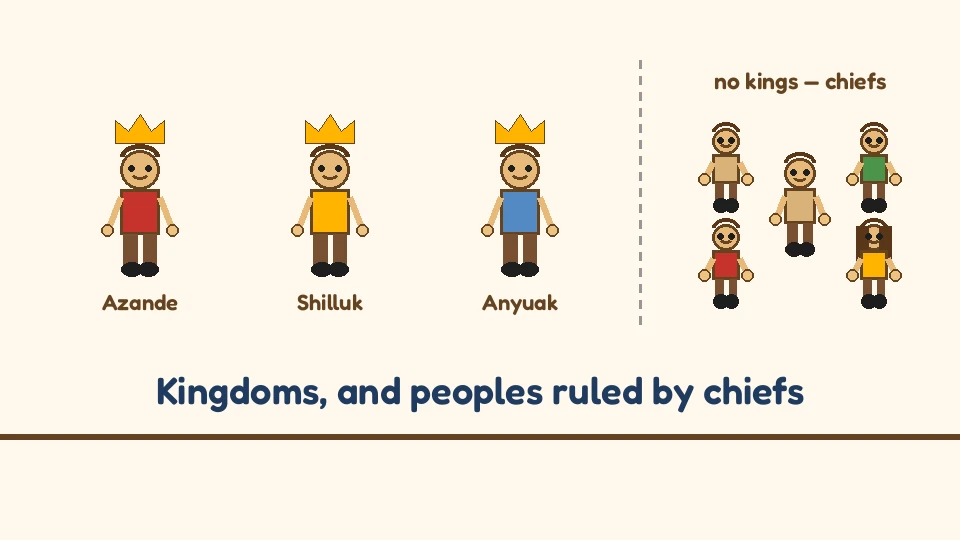 no kings – chiefs
Azande
Shilluk
Anyuak
Kingdoms, and peoples ruled by chiefs